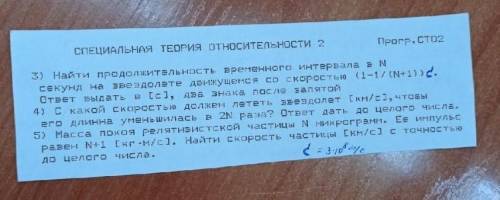 СПЕЦИАЛЬНАЯ ТЕОРИЯ ОТНОСИТЕЛЬНОСТИ 2 Прогр.СТО2
3) Найти продолжительность временного интервала в N
секунд на звездолете движущемся со скоростью (1-1/(N+1))c.
Ответ выдать в [с], два знака после запятой
4) С какой скоростью должен лететь звездолет [км/с],чтобы
его длинна уменьшилась в 2N раза? Ответ дать до целого числа.
5) Масса покоя релятивистской частицы N микрограмм. Ее импульс
равен N+1 [кг·м/с]. Найти скорость частицы [км/с] с точностью
до целого числа.
c = 3·10⁸ м/с